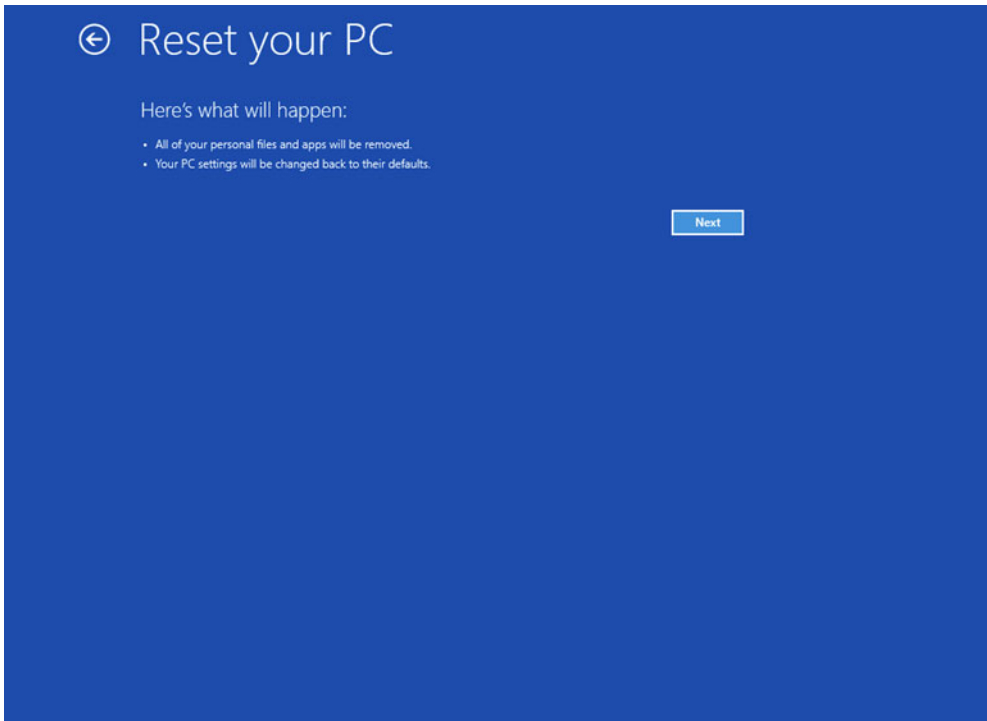 Reset your PC
Here's what will happen:
• All of your personal files and apps will be removed.
• Your PC settings will be changed back to their defaults.
Next